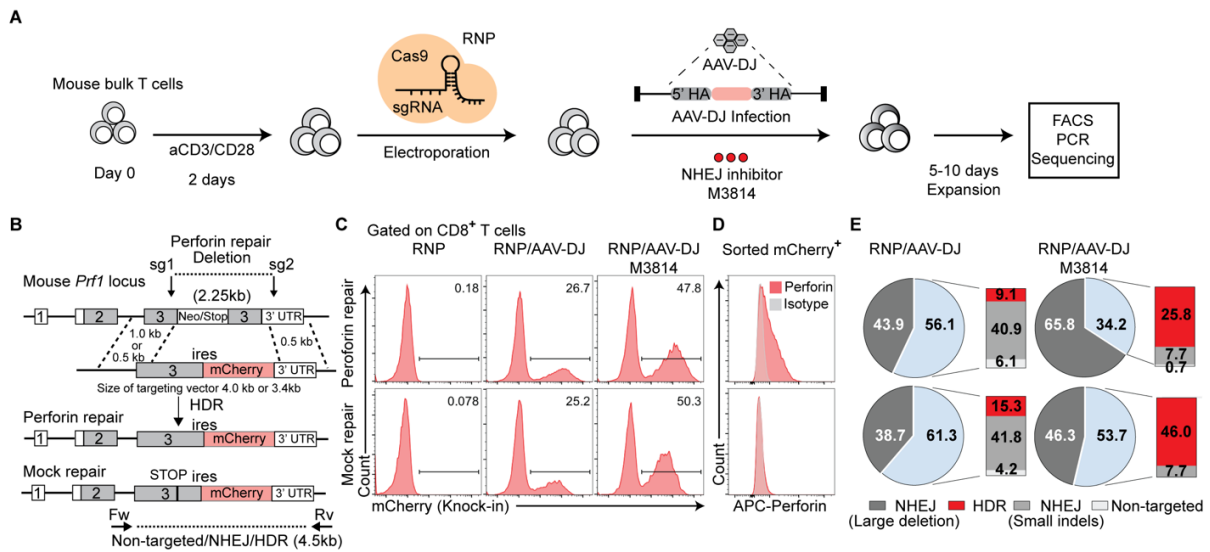 A
Mouse bulk T cells
Day 0
aCD3/CD28
2 days
Cas9
RNP
sgRNA
Electroporation
AAV-DJ
5' HA
3' HA
AAV-DJ Infection
NHEJ inhibitor
M3814
5-10 days
Expansion
FACS
PCR
Sequencing
B
Perforin repair
Deletion
sg1
sg2
Mouse Prf1 locus
(2.25kb)
1
2
3
Neo/Stop
3
3' UTR
1.0 kb
or
0.5 kb
0.5 kb
ires
3
mCherry
3' UTR
Size of targeting vector 4.0 kb or 3.4kb
HDR
Perforin repair
ires
1
2
3
mCherry
3' UTR
Mock repair
STOP
ires
1
2
3
mCherry
3' UTR
Fw
Rv
Non-targeted/NHEJ/HDR (4.5kb)
C
Gated on CD8+ T cells
RNP
RNP/AAV-DJ
RNP/AAV-DJ
M3814
Peroforin repair
0.18
26.7
47.8
Mock repair
Count
0.078
25.2
50.3
mCherry (Knock-in)
D
Sorted mCherry+
Perforin
Isotype
Count
APC-Perforin
E
RNP/AAV-DJ
RNP/AAV-DJ
M3814
43.9
56.1
9.1
40.9
6.1
65.8
34.2
25.8
7.7
0.7
38.7
61.3
15.3
41.8
4.2
46.3
53.7
46.0
7.7
NHEJ
(Large deletion)
HDR
NHEJ
(Small indels)
Non-targeted